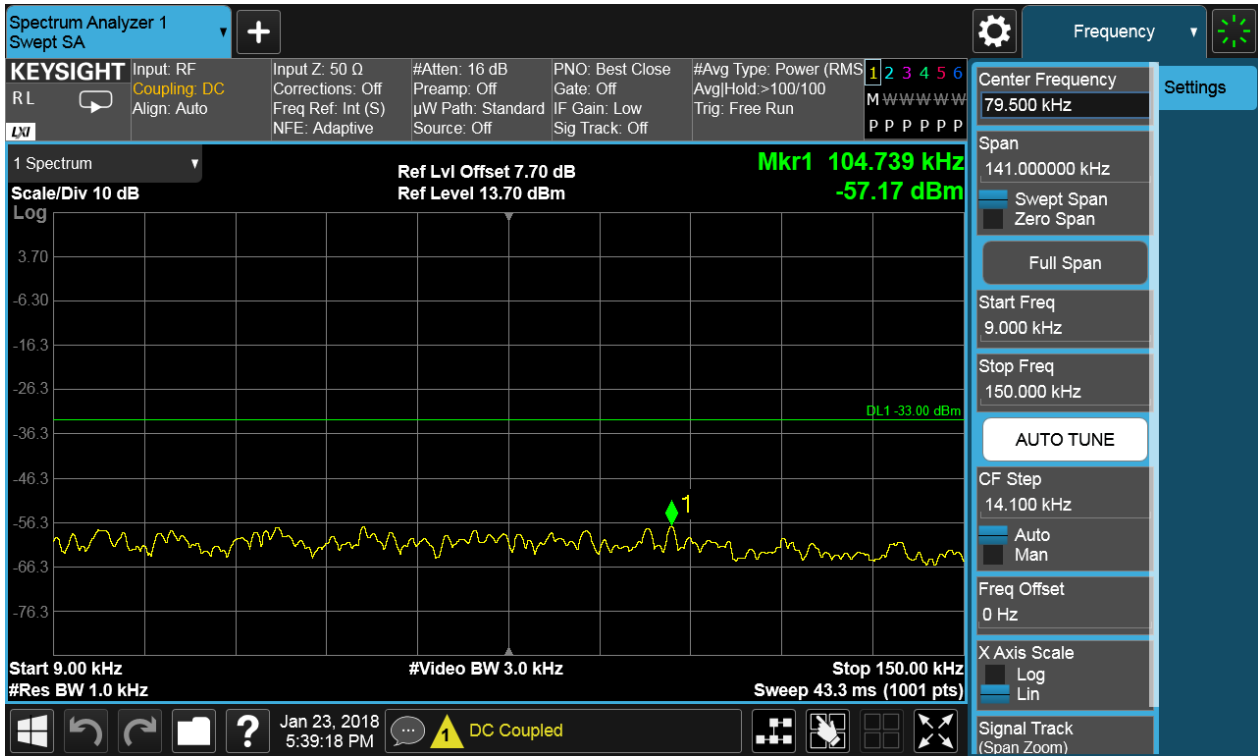 Spectrum Analyzer 1
Swept SA
+
Frequency
KEYSIGHT
R L
LXI
Input: RF
Coupling: DC
Align: Auto
Input Z: 50 Ω
Corrections: Off
Freq Ref: Int (S)
NFE: Adaptive
#Atten: 16 dB
Preamp: Off
µW Path: Standard
Source: Off
PNO: Best Close
Gate: Off
IF Gain: Low
Sig Track: Off
#Avg Type: Power (RMS
Avg|Hold:>100/100
Trig: Free Run
1 2 3 4 5 6
M W W W W W
P P P P P P
1 Spectrum
Scale/Div 10 dB
Log
Ref Lvl Offset 7.70 dB
Ref Level 13.70 dBm
Mkr1 104.739 kHz
-57.17 dBm
3.70
-6.30
-16.3
-26.3
-36.3
-46.3
-56.3
-66.3
-76.3
DL1 -33.00 dBm
1
Start 9.00 kHz
#Res BW 1.0 kHz
#Video BW 3.0 kHz
Stop 150.00 kHz
Sweep 43.3 ms (1001 pts)
Center Frequency
79.500 kHz
Span
141.000000 kHz
Swept Span
Zero Span
Full Span
Start Freq
9.000 kHz
Stop Freq
150.000 kHz
AUTO TUNE
CF Step
14.100 kHz
Auto
Man
Freq Offset
0 Hz
X Axis Scale
Log
Lin
Signal Track
(Span Zoom)
Settings
?
Jan 23, 2018
5:39:18 PM
1
DC Coupled